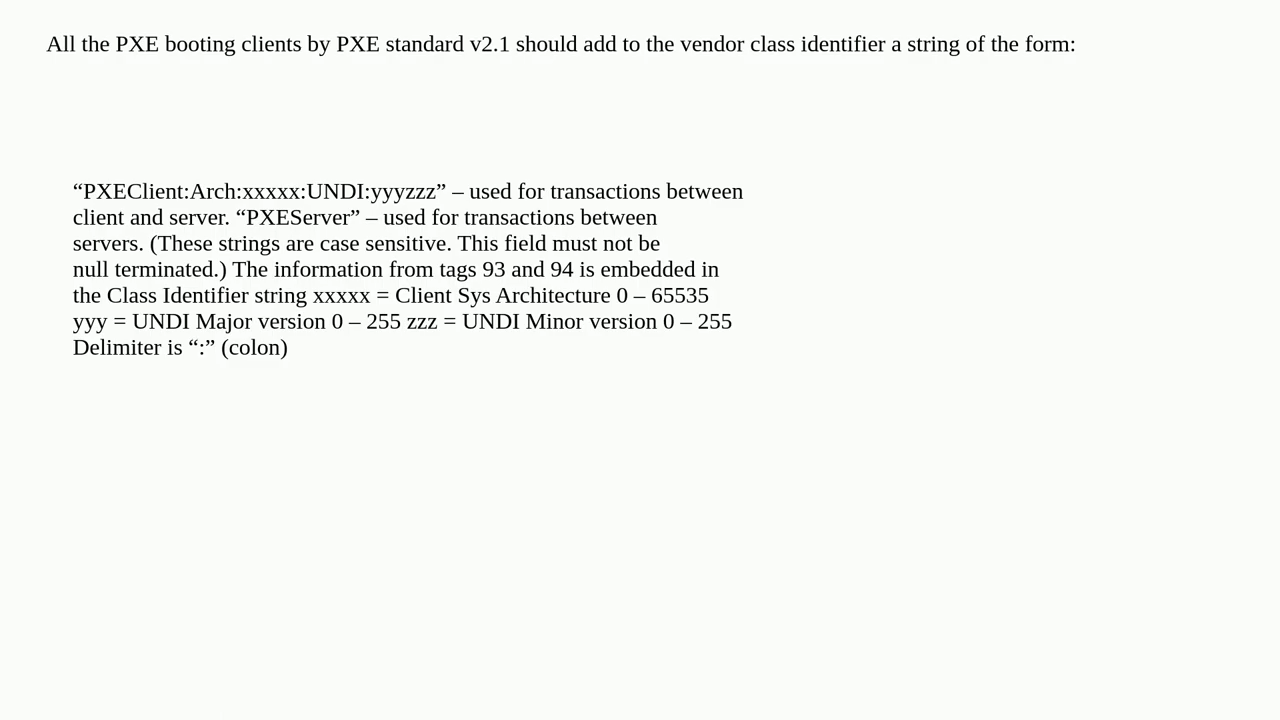 All the PXE booting clients by PXE standard v2.1 should add to the vendor class identifier a string of the form:
“PXEClient:Arch:xxxxx:UNDI:yyyzzz” – used for transactions between
client and server. “PXEServer” – used for transactions between
servers. (These strings are case sensitive. This field must not be
null terminated.) The information from tags 93 and 94 is embedded in
the Class Identifier string xxxxx = Client Sys Architecture 0 – 65535
yyy = UNDI Major version 0 – 255 zzz = UNDI Minor version 0 – 255
Delimiter is “:” (colon)